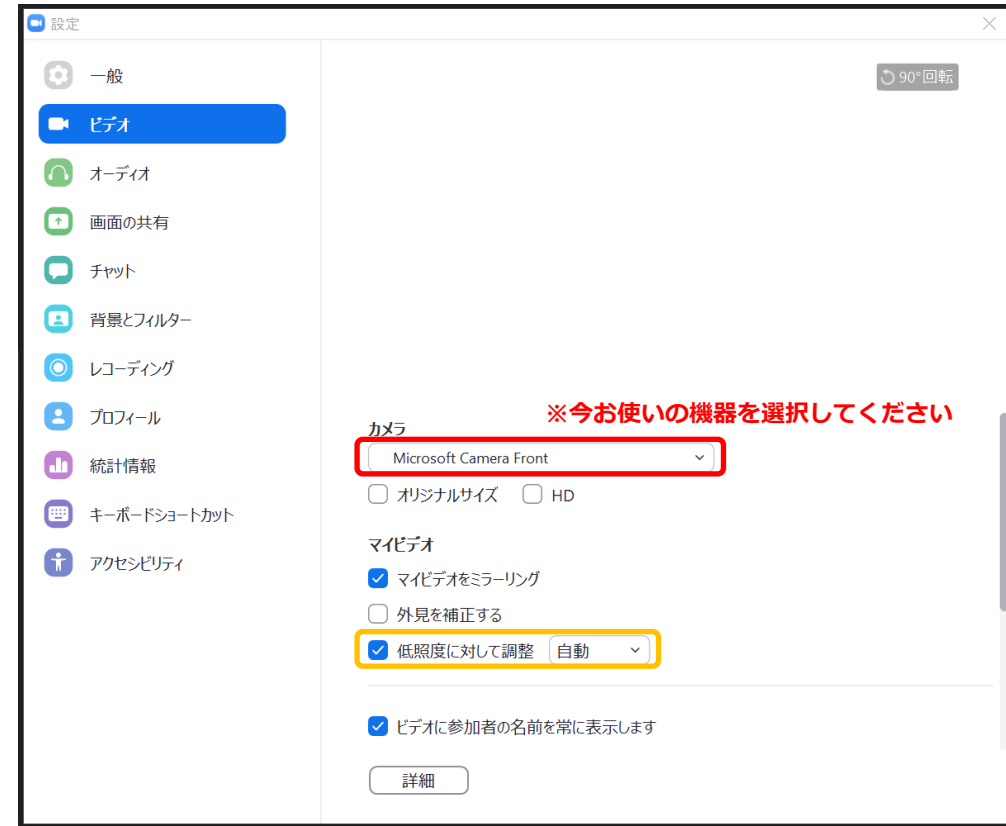 設定
一般
ビデオ
オーディオ
画面の共有
チャット
背景とフィルター
レコーディング
プロフィール
統計情報
キーボードショートカット
アクセシビリティ
90°回転
※今お使いの機器を選択してください
カメラ
Microsoft Camera Front
オリジナルサイズ HD
マイビデオ
マイビデオをミラーリング
外見を補正する
低照度に対して調整 自動
ビデオに参加者の名前を常に表示します
詳細